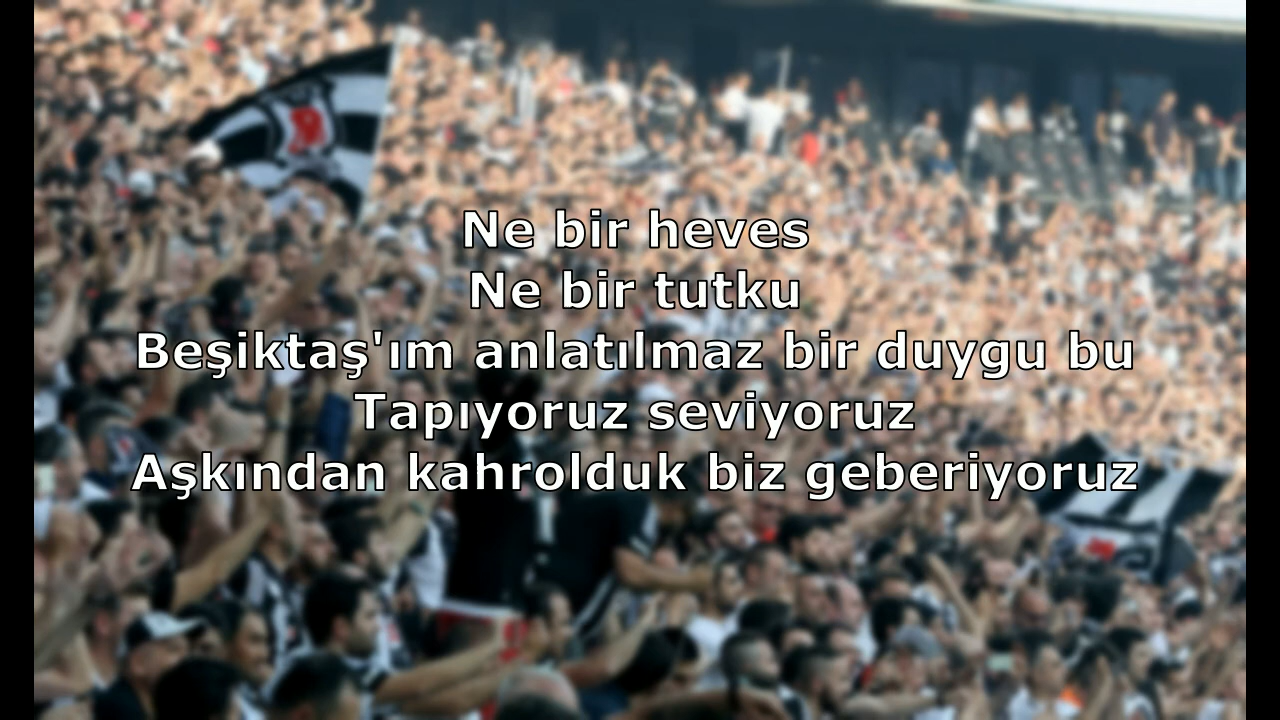 Ne bir heves
Ne bir tutku
Beşiktaş'ım anlatılmaz bir duygu bu
Tapıyoruz seviyoruz
Aşkından kahrolduk biz geberiyoruz